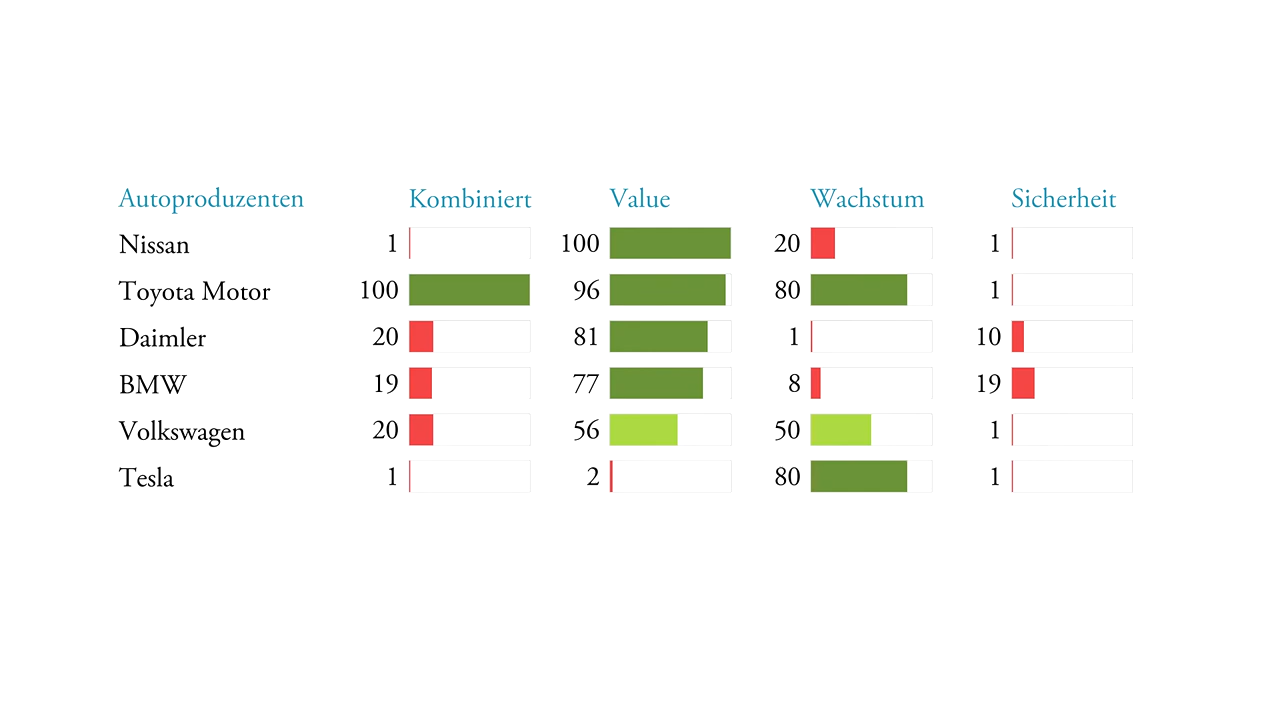 Autoproduzenten Kombiniert Value Wachstum Sicherheit
Nissan 1 100 20 1
Toyota Motor 100 96 80 1
Daimler 20 81 1 10
BMW 19 77 8 19
Volkswagen 20 56 50 1
Tesla 1 2 80 1